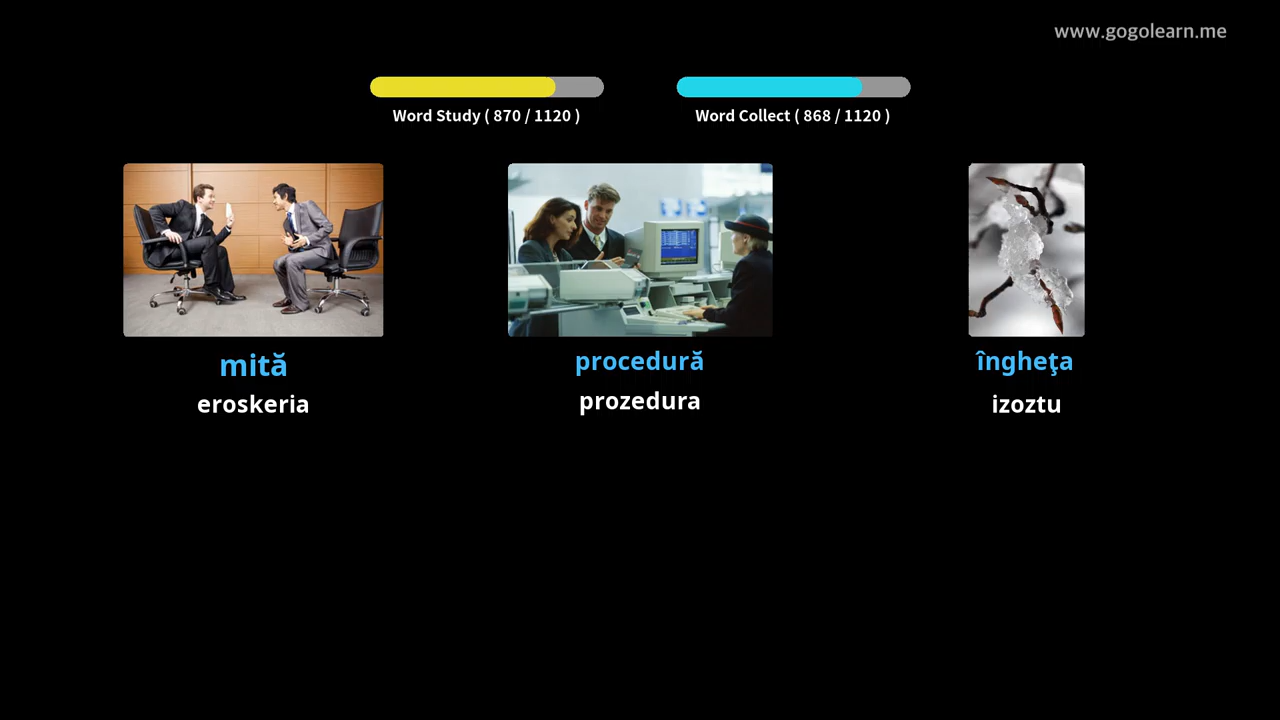 www.gogolearn.me
Word Study ( 870 / 1120 )
Word Collect ( 868 / 1120 )
mită
procedură
îngheţa
eroskeria
prozedura
izoztu